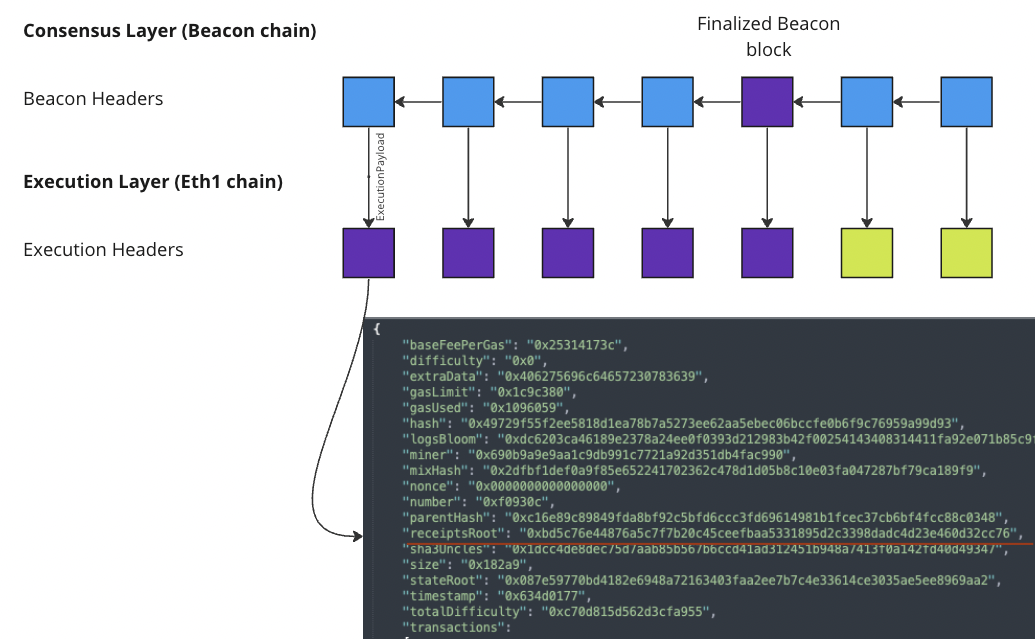 Consensus Layer (Beacon chain)
Finalized Beacon
block
Beacon Headers
ExecutionPayload
Execution Layer (Eth1 chain)
Execution Headers
{
"baseFeePerGas": "0x25314173c",
"difficulty": "0x0",
"extraData": "0x406275696c64657230783639",
"gasLimit": "0x1c9c380",
"gasUsed": "0x1096059",
"hash": "0x49729f55f2ee5818d1ea78b7a5273ee62aa5ebec06bccfe0b6f9c76959a99d93",
"logsBloom": "0xdc6203ca46189e2378a24ee0f0393d212983b42f00254143408314411fa92e071b85c9
"miner": "0x690b9a9e9aa1c9db991c7721a92d351db4fac990",
"mixHash": "0x2dfbf1def0a9f85e652241702362c478d1d05b8c10e03fa047287bf79ca189f9",
"nonce": "0x0000000000000000",
"number": "0xf0930c",
"parentHash": "0xc16e89c89849fda8bf92c5bfd6ccc3fd69614981b1fcec37cb6bf4fcc88c0348",
"receiptsRoot": "0xbd5c76e44876a5c7f7b20c45ceefbaa5331895d2c3398dadc4d23e460d32cc76",
"sha3Uncles": "0x1dcc4de8dec75d7aab85b567b6ccd41ad312451b948a7413f0a142fd40d49347",
"size": "0x182a9",
"stateRoot": "0x087e59770bd4182e6948a72163403faa2ee7b7c4e33614ce3035ae5ee8969aa2",
"timestamp": "0x634d0177",
"totalDifficulty": "0xc70d815d562d3cfa955",
"transactions":